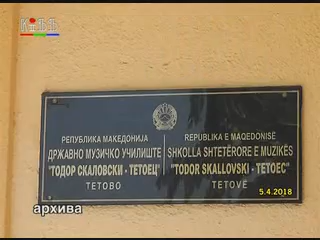 КиСС
РЕПУБЛИКА МАКЕДОНИЈА
ДРЖАВНО МУЗИЧКО УЧИЛИШТЕ
"ТОДОР СКАЛОВСКИ - ТЕТОЕЦ"
ТЕТОВО
REPUBLIKA E MAQEDONISË
SHKOLLA SHTETËRORE E MUZIKËS
"TODOR SKALLOVSKI - TETOEC"
TETOVË
5.4.2018
архива